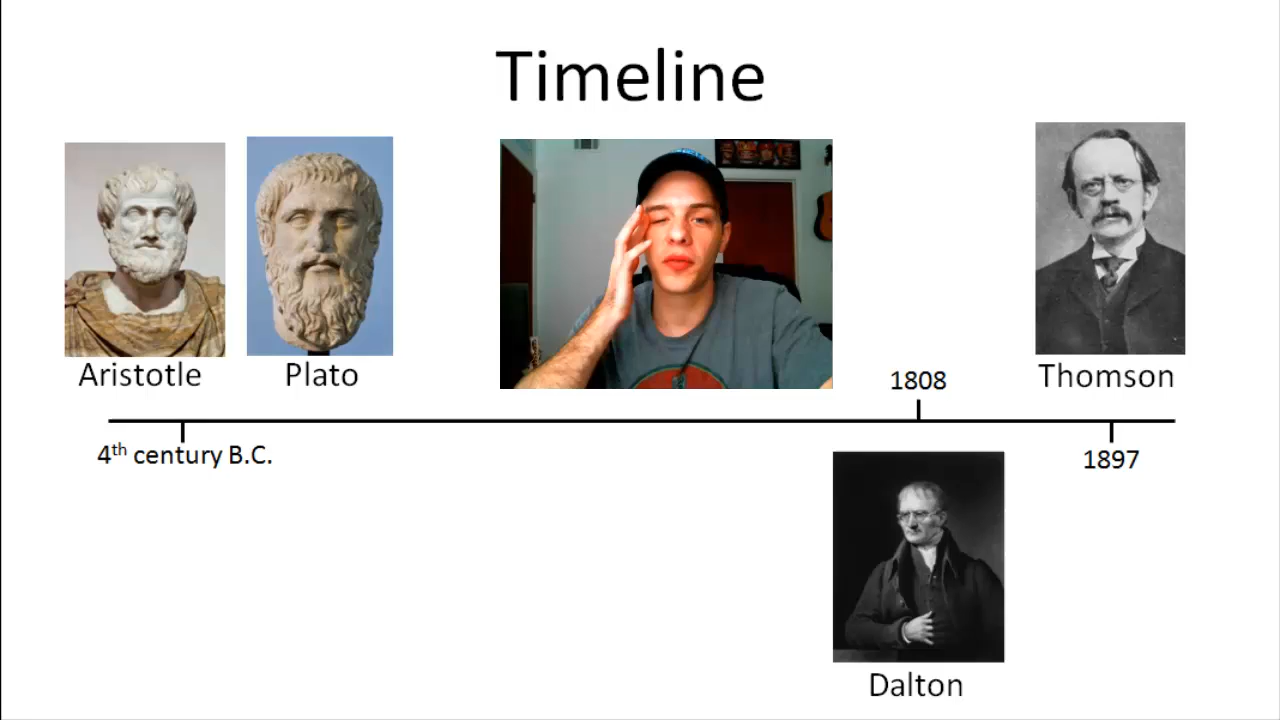 Timeline
Aristotle
Plato
1808
Thomson
4th century B.C.
1897
Dalton